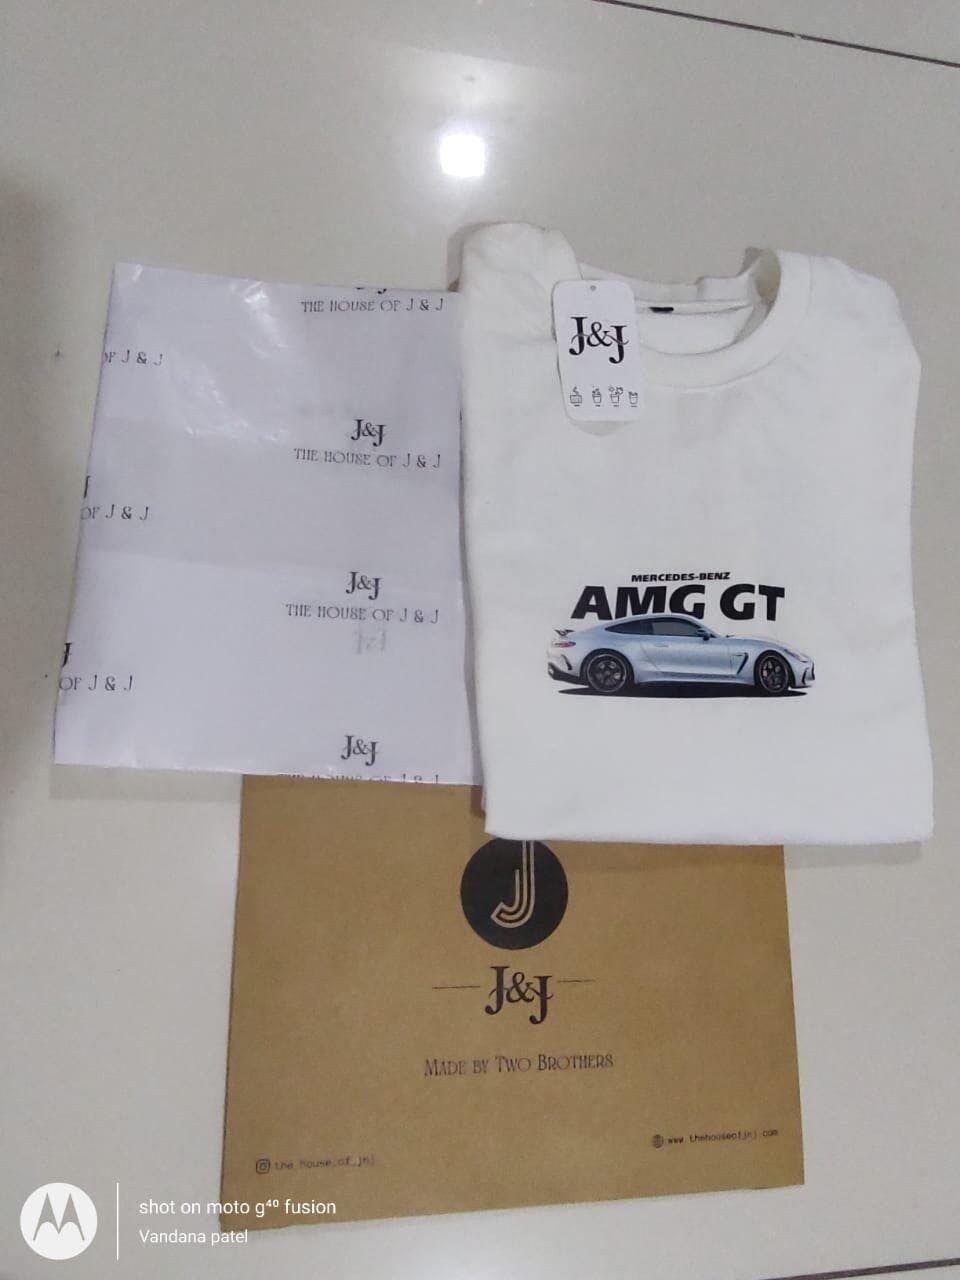 THE HOUSE OF J & J
OF J & J
J&J
THE HOUSE OF J & J
OF J & J
J&J
THE HOUSE OF J & J
J&J
OF J & J
J&J
J&J
MERCEDES-BENZ
AMG GT
J
J&J
MADE BY TWO BROTHERS
www.thehouseofjnj.com
the_house_of_jnj
shot on moto g⁴⁰ fusion
Vandana patel